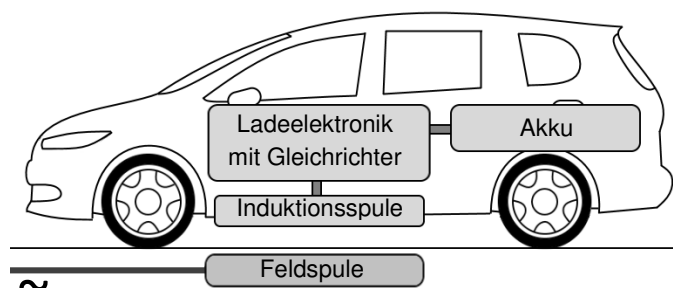 Ladeelektronik
mit Gleichrichter
Akku
Induktionsspule
Feldspule
≈